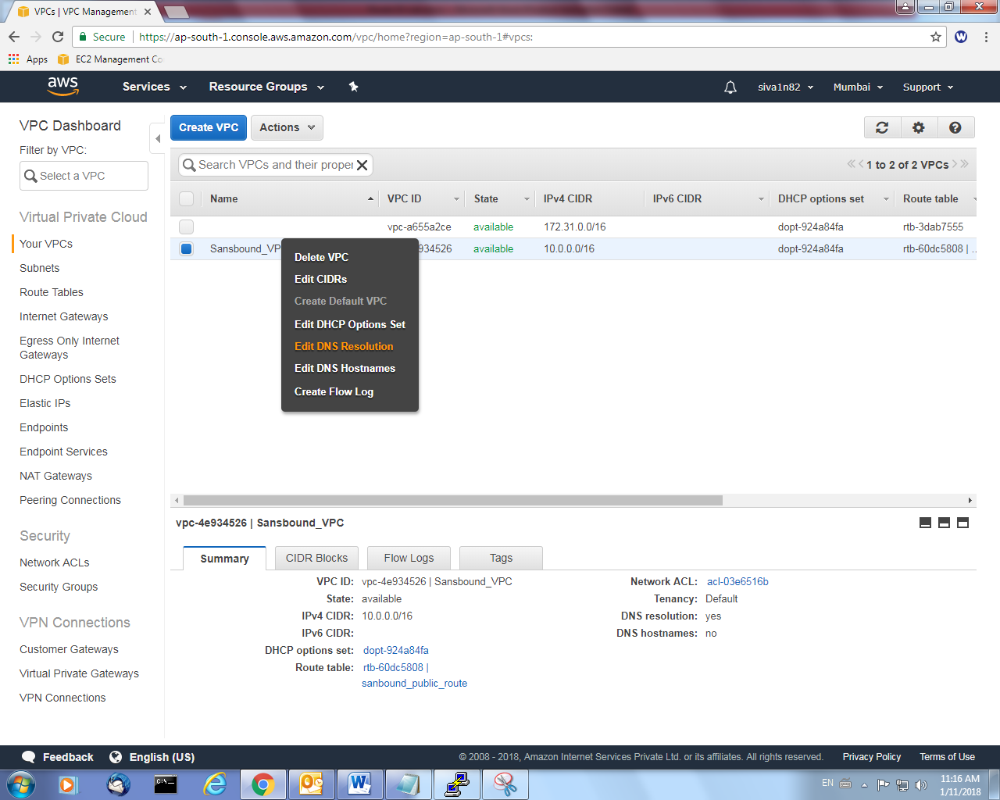 VPCs | VPC Management
Secure
https://ap-south-1.console.aws.amazon.com/vpc/home?region=ap-south-1#vpcs:
W
Apps
EC2 Management Co
aws
Services
Resource Groups
siva1n82
Mumbai
Support
VPC Dashboard
Filter by VPC:
Select a VPC
Virtual Private Cloud
Your VPCs
Subnets
Route Tables
Internet Gateways
Egress Only Internet
Gateways
DHCP Options Sets
Elastic IPs
Endpoints
Endpoint Services
NAT Gateways
Peering Connections
Security
Network ACLs
Security Groups
VPN Connections
Customer Gateways
Virtual Private Gateways
VPN Connections
Create VPC
Actions
Search VPCs and their proper
1 to 2 of 2 VPCs
Name VPC ID State IPv4 CIDR IPv6 CIDR DHCP options set Route table
vpc-a655a2ce available 172.31.0.0/16 dopt-924a84fa rtb-3dab7555
Sansbound_VP 934526 available 10.0.0.0/16 dopt-924a84fa rtb-60dc5808 | ..
Delete VPC
Edit CIDRs
Create Default VPC
Edit DHCP Options Set
Edit DNS Resolution
Edit DNS Hostnames
Create Flow Log
vpc-4e934526 | Sansbound_VPC
Summary
CIDR Blocks
Flow Logs
Tags
VPC ID: vpc-4e934526 | Sansbound_VPC
State: available
IPv4 CIDR: 10.0.0.0/16
IPv6 CIDR:
DHCP options set: dopt-924a84fa
Route table: rtb-60dc5808 |
sanbound_public_route
Network ACL: acl-03e6516b
Tenancy: Default
DNS resolution: yes
DNS hostnames: no
Feedback
English (US)
© 2008 - 2018, Amazon Internet Services Private Ltd. or its affiliates. All rights reserved.
Privacy Policy
Terms of Use
EN
11:16 AM
1/11/2018